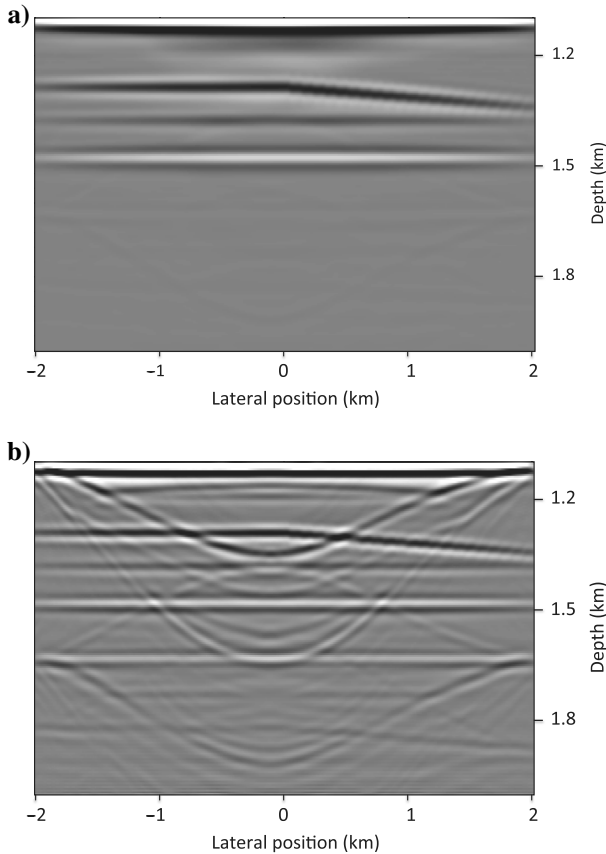 a)
1.2
1.5
1.8
Depth (km)
−2 −1 0 1 2
Lateral position (km)
b)
1.2
1.5
1.8
Depth (km)
−2 −1 0 1 2
Lateral position (km)